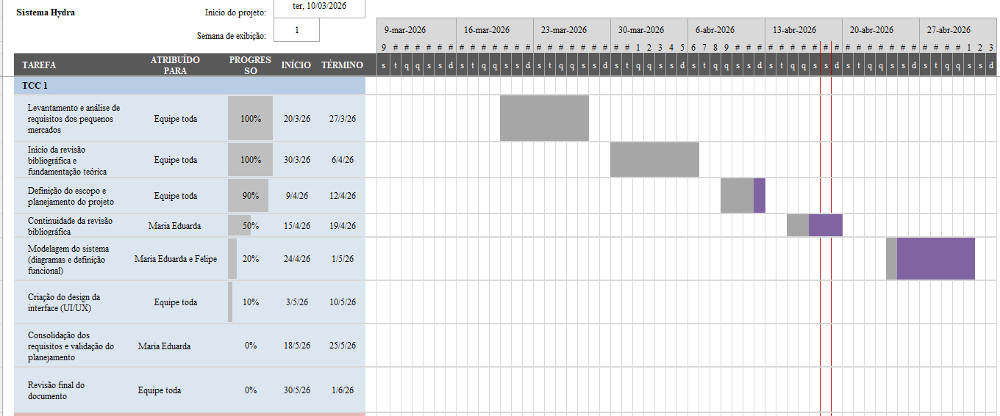 ter, 10/03/2026
Sistema Hydra Início do projeto:
Semana de exibição: 1
9-mar-2026 16-mar-2026 23-mar-2026 30-mar-2026 6-abr-2026 13-abr-2026 20-abr-2026 27-abr-2026
9 # # # # # # # # # # # # # # # # # # # # # # 1 2 3 4 5 6 7 8 9 # # # # # # # # # # # # # # # # # # # # # 1 2 3
TAREFA ATRIBUÍDO PROGRES INÍCIO TÉRMINO s t q q s s d s t q q s s d s t q q s s d s t q q s s d s t q q s s d s t q q s s d s t q q s s d s t q q s s d
PARA SO
TCC 1
Levantamento e análise de
requisitos dos pequenos Equipe toda 100% 20/3/26 27/3/26
mercados
Início da revisão
bibliográfica e Equipe toda 100% 30/3/26 6/4/26
fundamentação teórica
Definição do escopo e
planejamento do projeto Equipe toda 90% 9/4/26 12/4/26
Continuidade da revisão
bibliográfica Maria Eduarda 50% 15/4/26 19/4/26
Modelagem do sistema
(diagramas e definição Maria Eduarda e Felipe 20% 24/4/26 1/5/26
funcional)
Criação do design da
interface (UI/UX) Equipe toda 10% 3/5/26 10/5/26
Consolidação dos
requisitos e validação do Maria Eduarda 0% 18/5/26 25/5/26
planejamento
Revisão final do
documento Equipe toda 0% 30/5/26 1/6/26